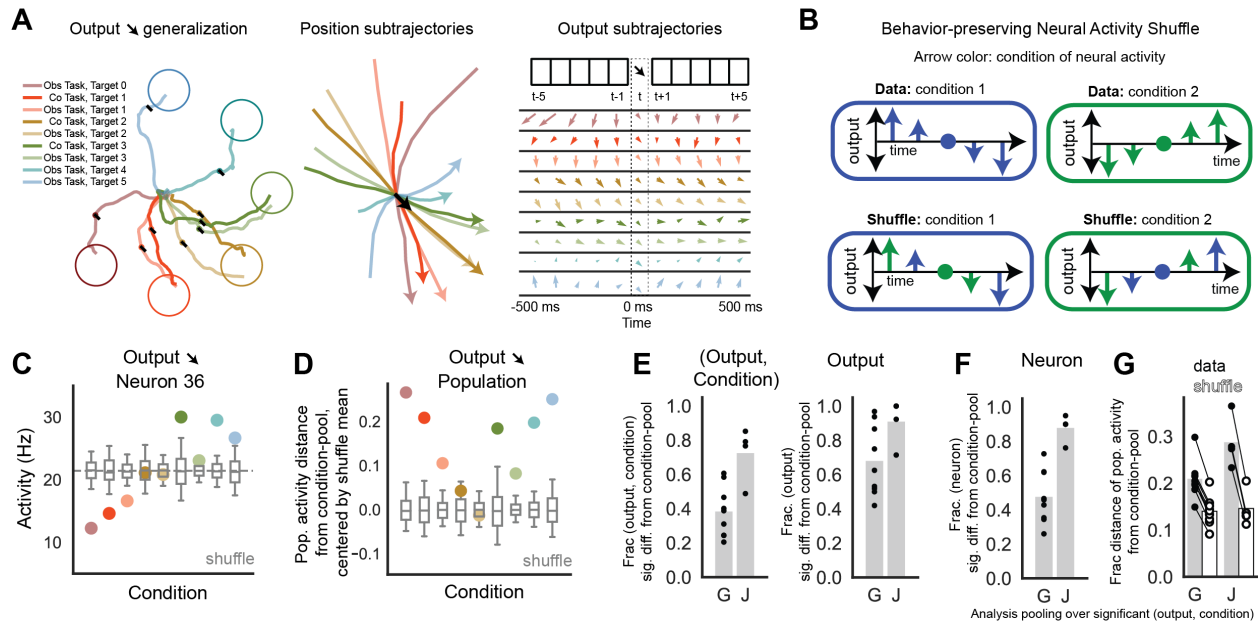 A
Output ↘ generalization
Position subtrajectories
Output subtrajectories
Obs Task, Target 0
Co Task, Target 1
Obs Task, Target 1
Co Task, Target 2
Obs Task, Target 2
Co Task, Target 3
Obs Task, Target 3
Obs Task, Target 4
Obs Task, Target 5
t-5 t-1 t t+1 t+5
-500 ms 0 ms 500 ms
Time
B
Behavior-preserving Neural Activity Shuffle
Arrow color: condition of neural activity
Data: condition 1
output
time
Data: condition 2
output
time
Shuffle: condition 1
output
Shuffle: condition 2
output
time
C
Output ↘
Neuron 36
Activity (Hz)
30
20
10
shuffle
Condition
D
Output ↘
Population
Pop. activity distance
from condition-pool,
centered by shuffle mean
0.2
0.1
0.0
−0.1
shuffle
Condition
E
(Output,
Condition)
Frac (output, condition)
sig. diff. from condition-pool
1.0
0.8
0.6
0.4
0.2
0.0
G J
Output
Frac. (output)
sig. diff. from condition-pool
1.0
0.8
0.6
0.4
0.2
0.0
G J
F
Neuron
Frac. (neuron)
sig. diff. from condition-pool
1.0
0.8
0.6
0.4
0.2
0.0
G J
G
data
shuffle
Frac distance of pop. activity
from condition-pool
0.3
0.2
0.1
0.0
G J
Analysis pooling over significant (output, condition)